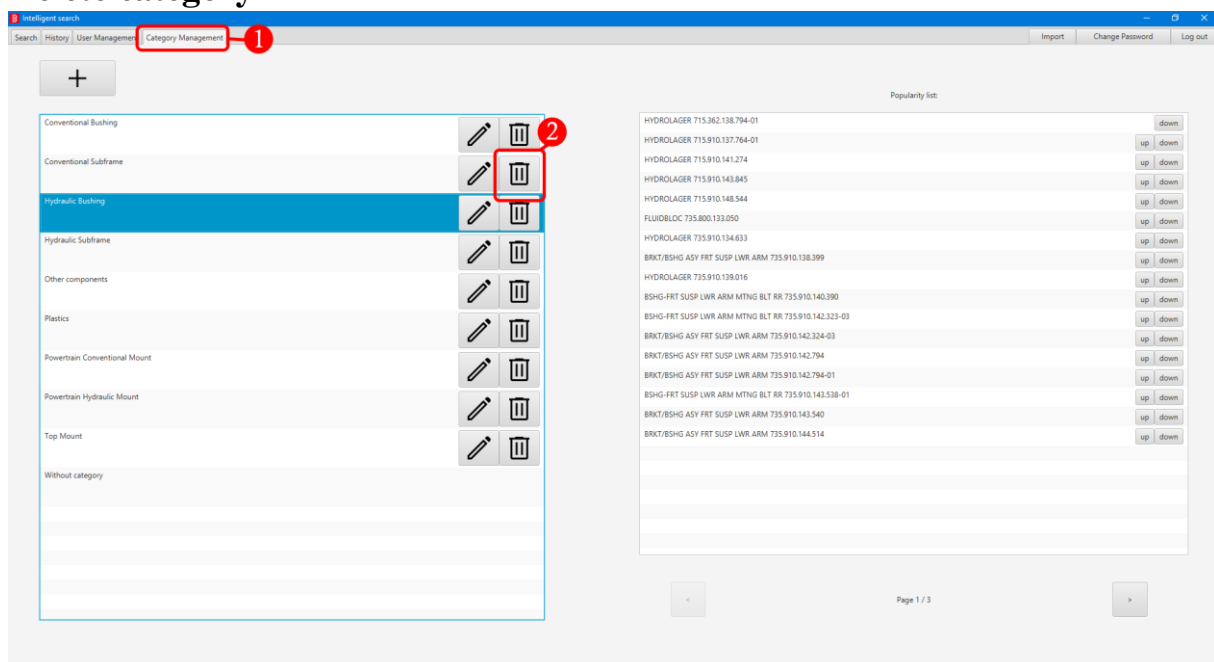 category
Intelligent search
Search History User Management Category Management 1 Import Change Password Log out
+
Popularity list:
Conventional Bushing
2
Conventional Subframe
Hydraulic Bushing
Hydraulic Subframe
Other components
Plastics
Powertrain Conventional Mount
Powertrain Hydraulic Mount
Top Mount
Without category
HYDROLAGER 715.362.138.794-01 down
HYDROLAGER 715.910.137.764-01 up down
HYDROLAGER 715.910.141.274 up down
HYDROLAGER 715.910.143.845 up down
HYDROLAGER 715.910.148.544 up down
FLUIDBLOC 735.800.133.050 up down
HYDROLAGER 735.910.134.633 up down
BRKT/BSHG ASY FRT SUSP LWR ARM 735.910.138.399 up down
HYDROLAGER 735.910.139.016 up down
BSHG-FRT SUSP LWR ARM MTNG BLT RR 735.910.140.390 up down
BSHG-FRT SUSP LWR ARM MTNG BLT RR 735.910.142.323-03 up down
BRKT/BSHG ASY FRT SUSP LWR ARM 735.910.142.324-03 up down
BRKT/BSHG ASY FRT SUSP LWR ARM 735.910.142.794 up down
BRKT/BSHG ASY FRT SUSP LWR ARM 735.910.142.794-01 up down
BSHG-FRT SUSP LWR ARM MTNG BLT RR 735.910.143.538-01 up down
BRKT/BSHG ASY FRT SUSP LWR ARM 735.910.143.540 up down
BRKT/BSHG ASY FRT SUSP LWR ARM 735.910.144.514 up down
< Page 1 / 3 >